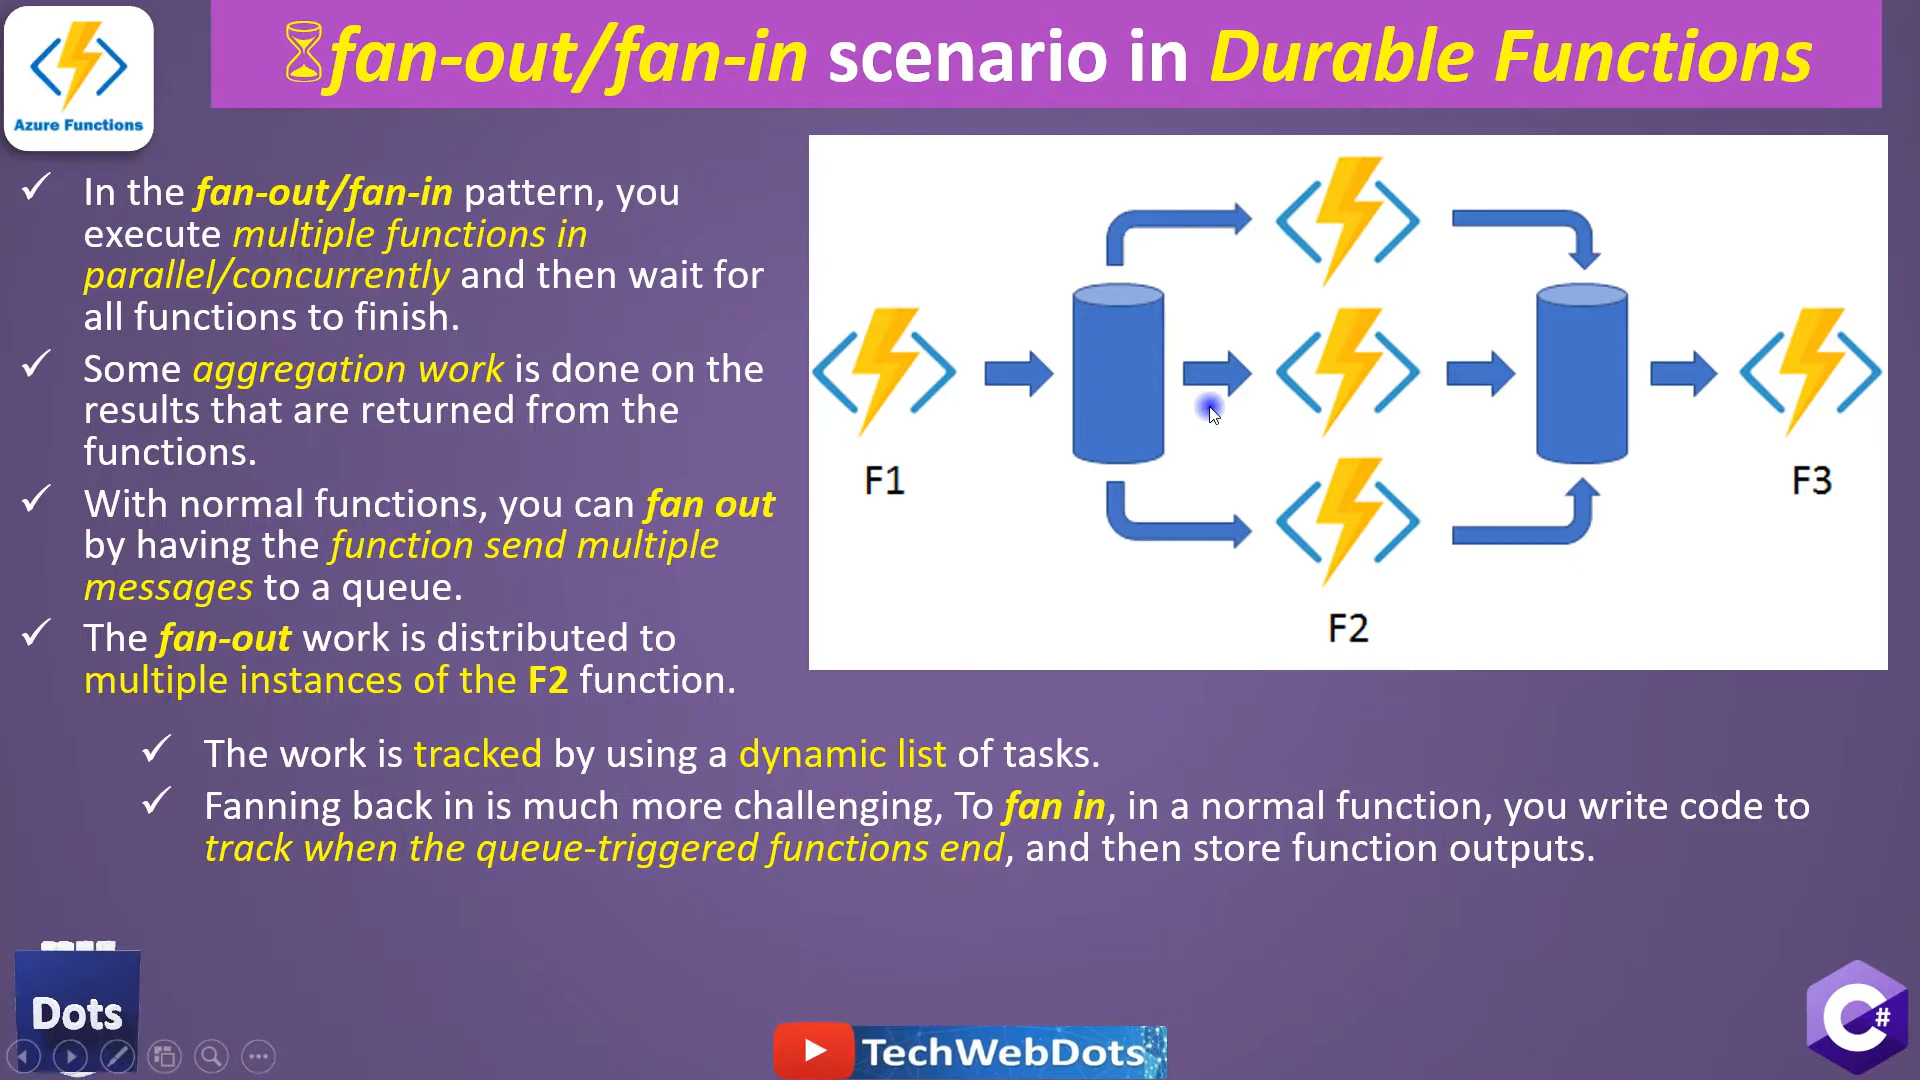 fan-out/fan-in scenario in Durable Functions
Azure Functions
In the fan-out/fan-in pattern, you
execute multiple functions in
parallel/concurrently and then wait for
all functions to finish.
Some aggregation work is done on the
results that are returned from the
functions.
With normal functions, you can fan out
by having the function send multiple
messages to a queue.
The fan-out work is distributed to
multiple instances of the F2 function.
The work is tracked by using a dynamic list of tasks.
Fanning back in is much more challenging, To fan in, in a normal function, you write code to
track when the queue-triggered functions end, and then store function outputs.
F1
F2
F3
Dots
TechWebDots
C#